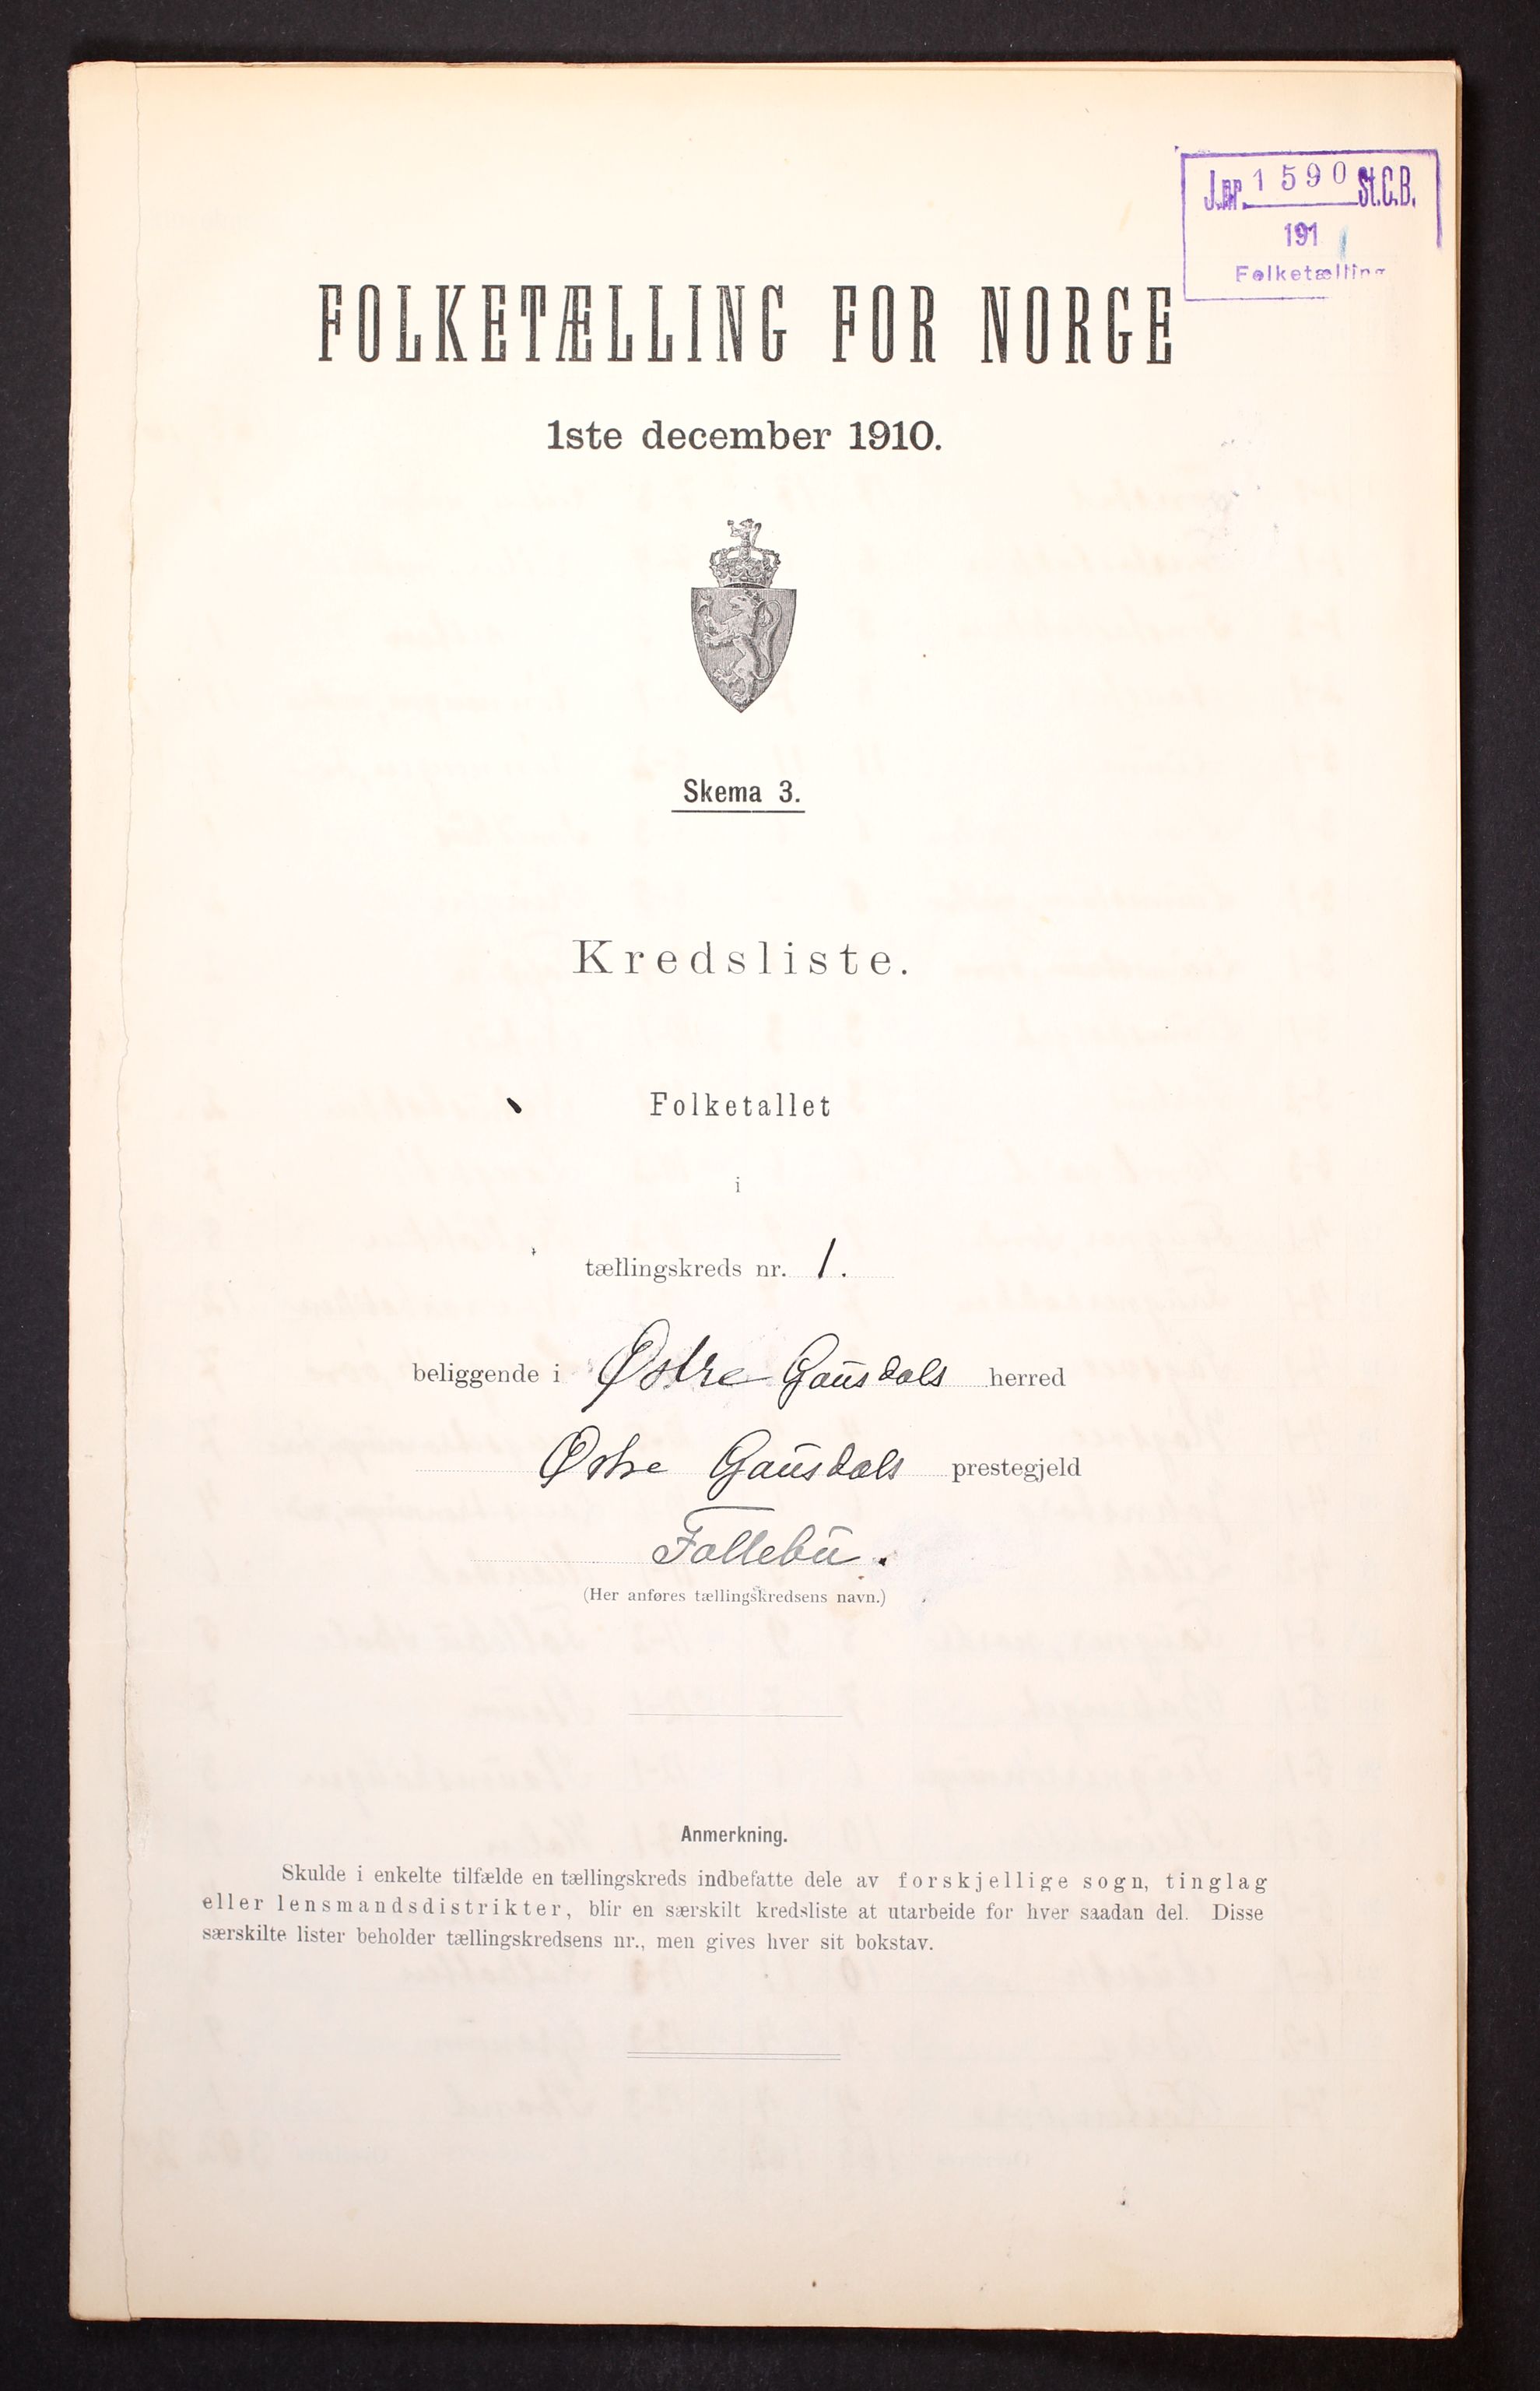 J.nr 1590 St.C.B.
191
Folketælling
FOLKETÆLLING FOR NORGE
1ste december 1910.
Skema 3.
Kredsliste.
Folketallet
i
tællingskreds nr. 1.
beliggende i Østre Gausdals herred
Østre Gausdals prestegjeld
Follebu.
(Her anføres tællingskredsens navn.)
Anmerkning.
Skulde i enkelte tilfælde en tællingskreds indbefatte dele av forskjellige sogn, tinglag
eller lensmandsdistrikter, blir en særskilt kredsliste at utarbeide for hver saadan del. Disse
særskilte lister beholder tællingskredsens nr., men gives hver sit bokstav.